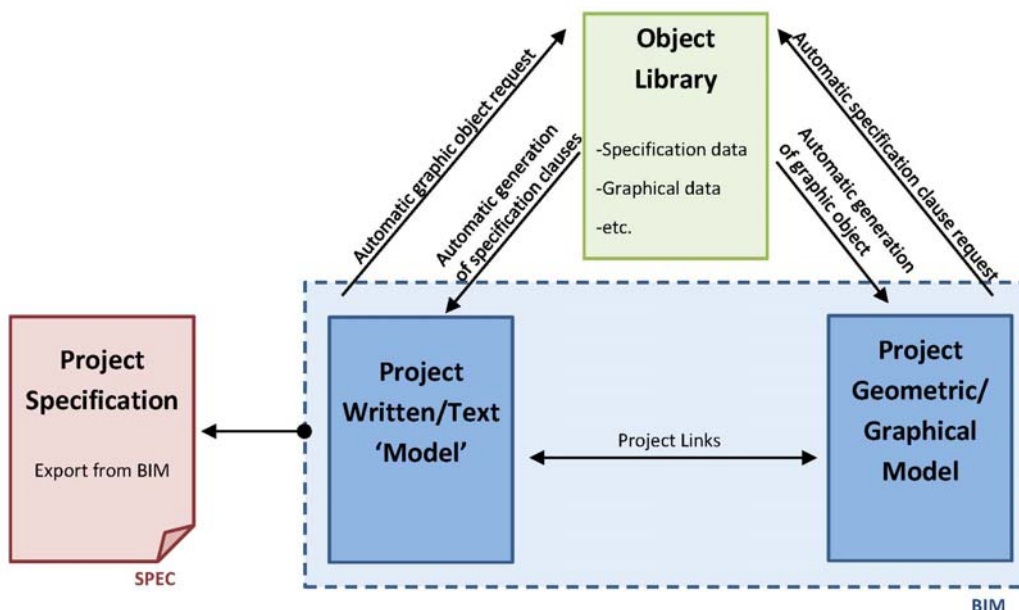 Object
Library
-Specification data
-Graphical data
-etc.
Automatic graphic object request
Automatic generation
of specification clauses
Automatic generation
of graphic object
Automatic specification clause request
Project
Specification
Export from BIM
SPEC
Project
Written/Text
‘Model’
Project Links
Project
Geometric/
Graphical
Model
BIM